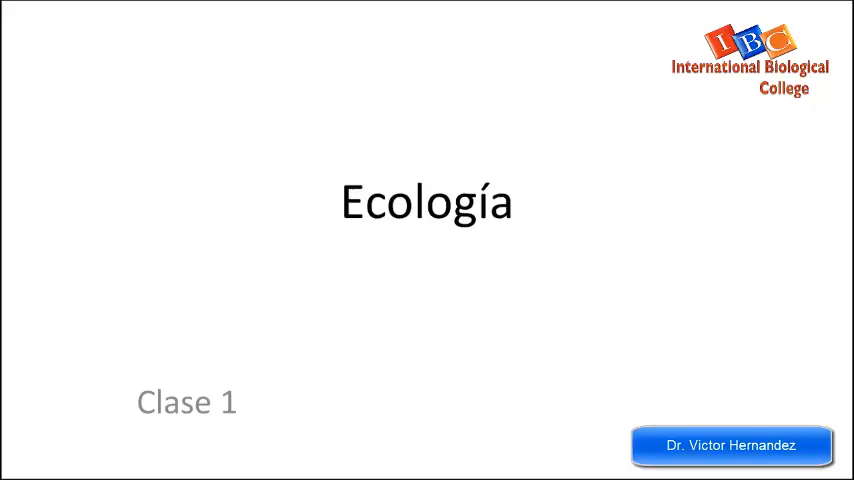 IBC
International Biological
College
Ecología
Clase 1
Dr. Victor Hernandez